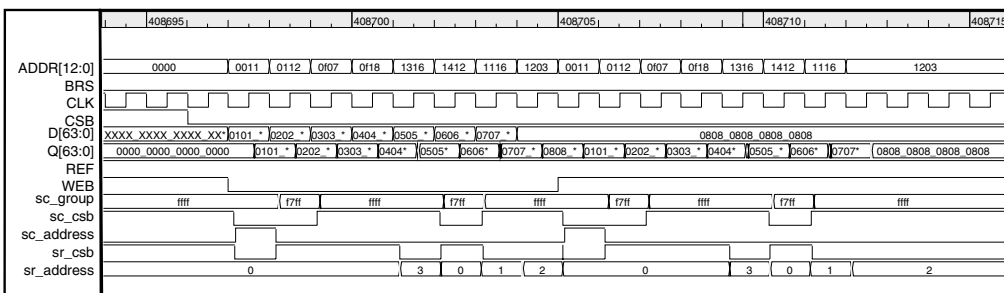 408695 408700 408705 408710 408715
ADDR[12:0] 0000 0011 0112 0f07 0f18 1316 1412 1116 1203 0011 0112 0f07 0f18 1316 1412 1116 1203
BRS
CLK
CSB
D[63:0] XXXX_XXXX_XXXX_XX* 0101_* 0202_* 0303_* 0404_* 0505_* 0606_* 0707_* 0808_0808_0808_0808
Q[63:0] 0000_0000_0000_0000 0101_* 0202_* 0303_* 0404* 0505* 0606* 0707_* 0808_* 0101_* 0202_* 0303_* 0404* 0505_* 0606* 0707* 0808_0808_0808_0808
REF
WEB
sc_group ffff f7ff ffff f7ff ffff f7ff ffff f7ff ffff
sc_csb
sc_address
sr_csb
sr_address 0 3 0 1 2 0 3 0 1 2